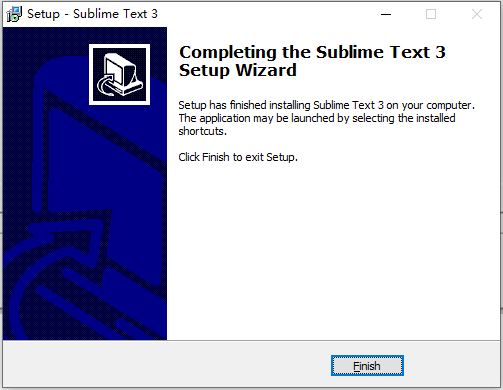 Setup - Sublime Text 3
Completing the Sublime Text 3
Setup Wizard
Setup has finished installing Sublime Text 3 on your computer.
The application may be launched by selecting the installed
shortcuts.
Click Finish to exit Setup.
Finish